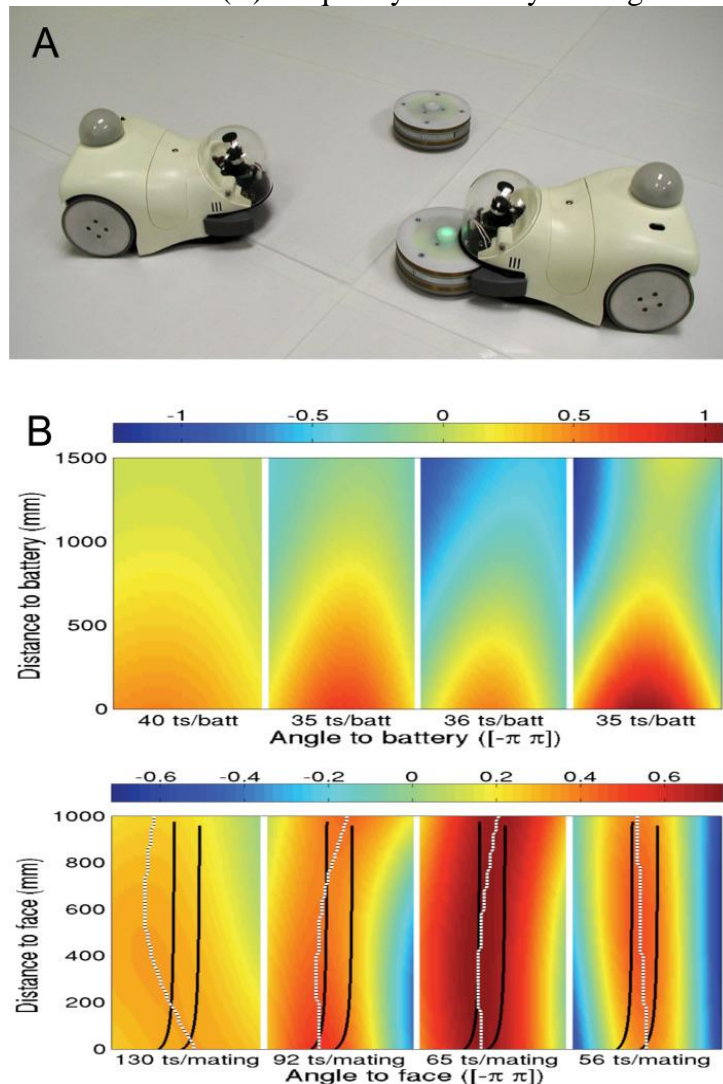 A
B
-1 -0.5 0 0.5 1
Distance to battery (mm)
1500
1000
500
0
40 ts/batt 35 ts/batt 36 ts/batt 35 ts/batt
Angle to battery ([-π π])
-0.6 -0.4 -0.2 0 0.2 0.4 0.6
Distance to face (mm)
1000
800
600
400
200
0
130 ts/mating 92 ts/mating 65 ts/mating 56 ts/mating
Angle to face ([-π π])